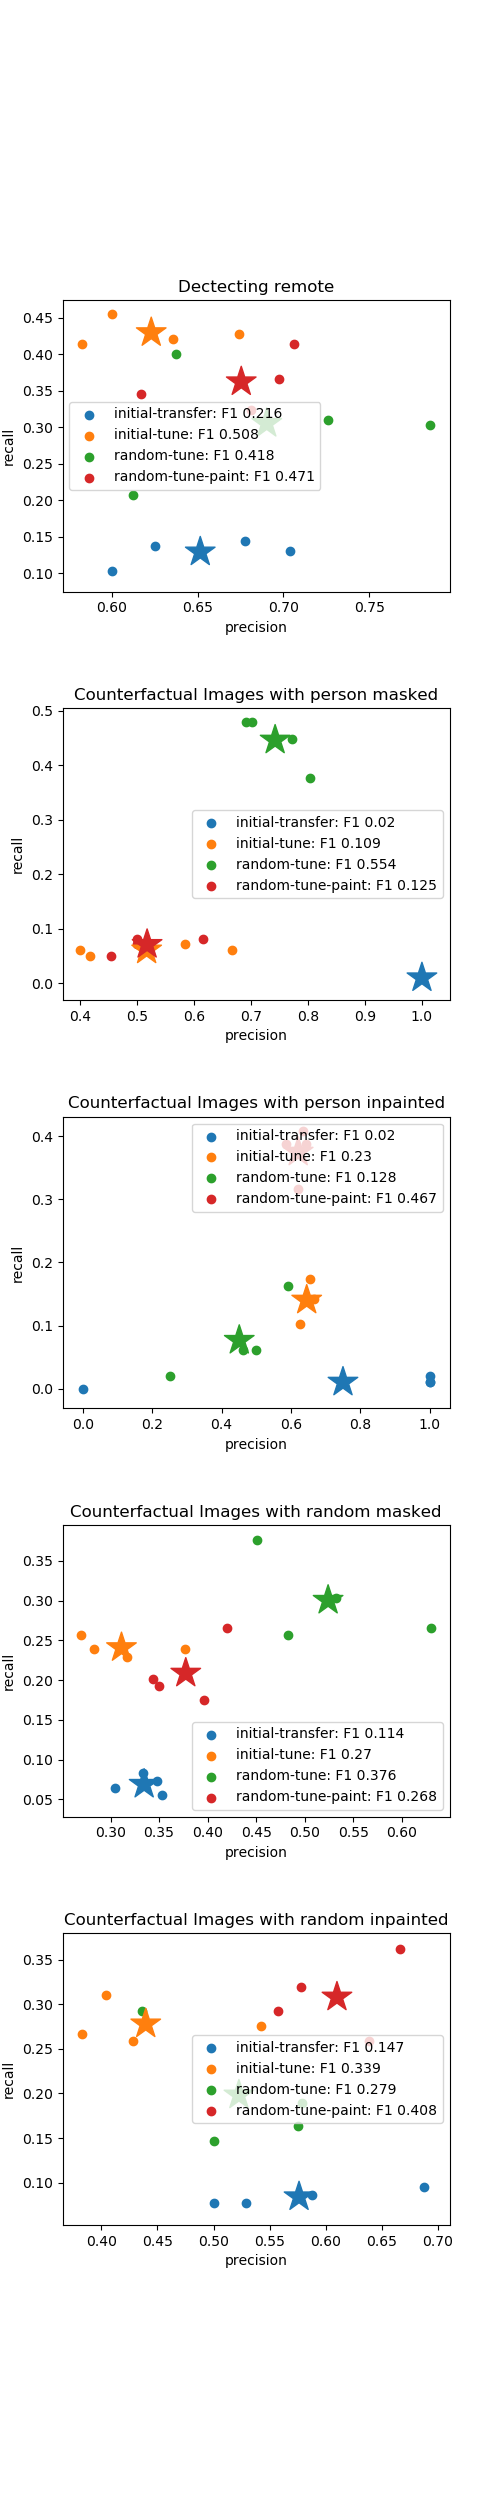 Dectecting remote
0.45
0.40
0.35
0.30
0.25
0.20
0.15
0.10
recall
initial-transfer: F1 0.216
initial-tune: F1 0.508
random-tune: F1 0.418
random-tune-paint: F1 0.471
0.60 0.65 0.70 0.75
precision
Counterfactual Images with person masked
0.5
0.4
0.3
0.2
0.1
0.0
recall
initial-transfer: F1 0.02
initial-tune: F1 0.109
random-tune: F1 0.554
random-tune-paint: F1 0.125
0.4 0.5 0.6 0.7 0.8 0.9 1.0
precision
Counterfactual Images with person inpainted
0.4
0.3
0.2
0.1
0.0
recall
initial-transfer: F1 0.02
initial-tune: F1 0.23
random-tune: F1 0.128
random-tune-paint: F1 0.467
0.0 0.2 0.4 0.6 0.8 1.0
precision
Counterfactual Images with random masked
0.35
0.30
0.25
0.20
0.15
0.10
0.05
recall
initial-transfer: F1 0.114
initial-tune: F1 0.27
random-tune: F1 0.376
random-tune-paint: F1 0.268
0.30 0.35 0.40 0.45 0.50 0.55 0.60
precision
Counterfactual Images with random inpainted
0.35
0.30
0.25
0.20
0.15
0.10
recall
initial-transfer: F1 0.147
initial-tune: F1 0.339
random-tune: F1 0.279
random-tune-paint: F1 0.408
0.40 0.45 0.50 0.55 0.60 0.65 0.70
precision